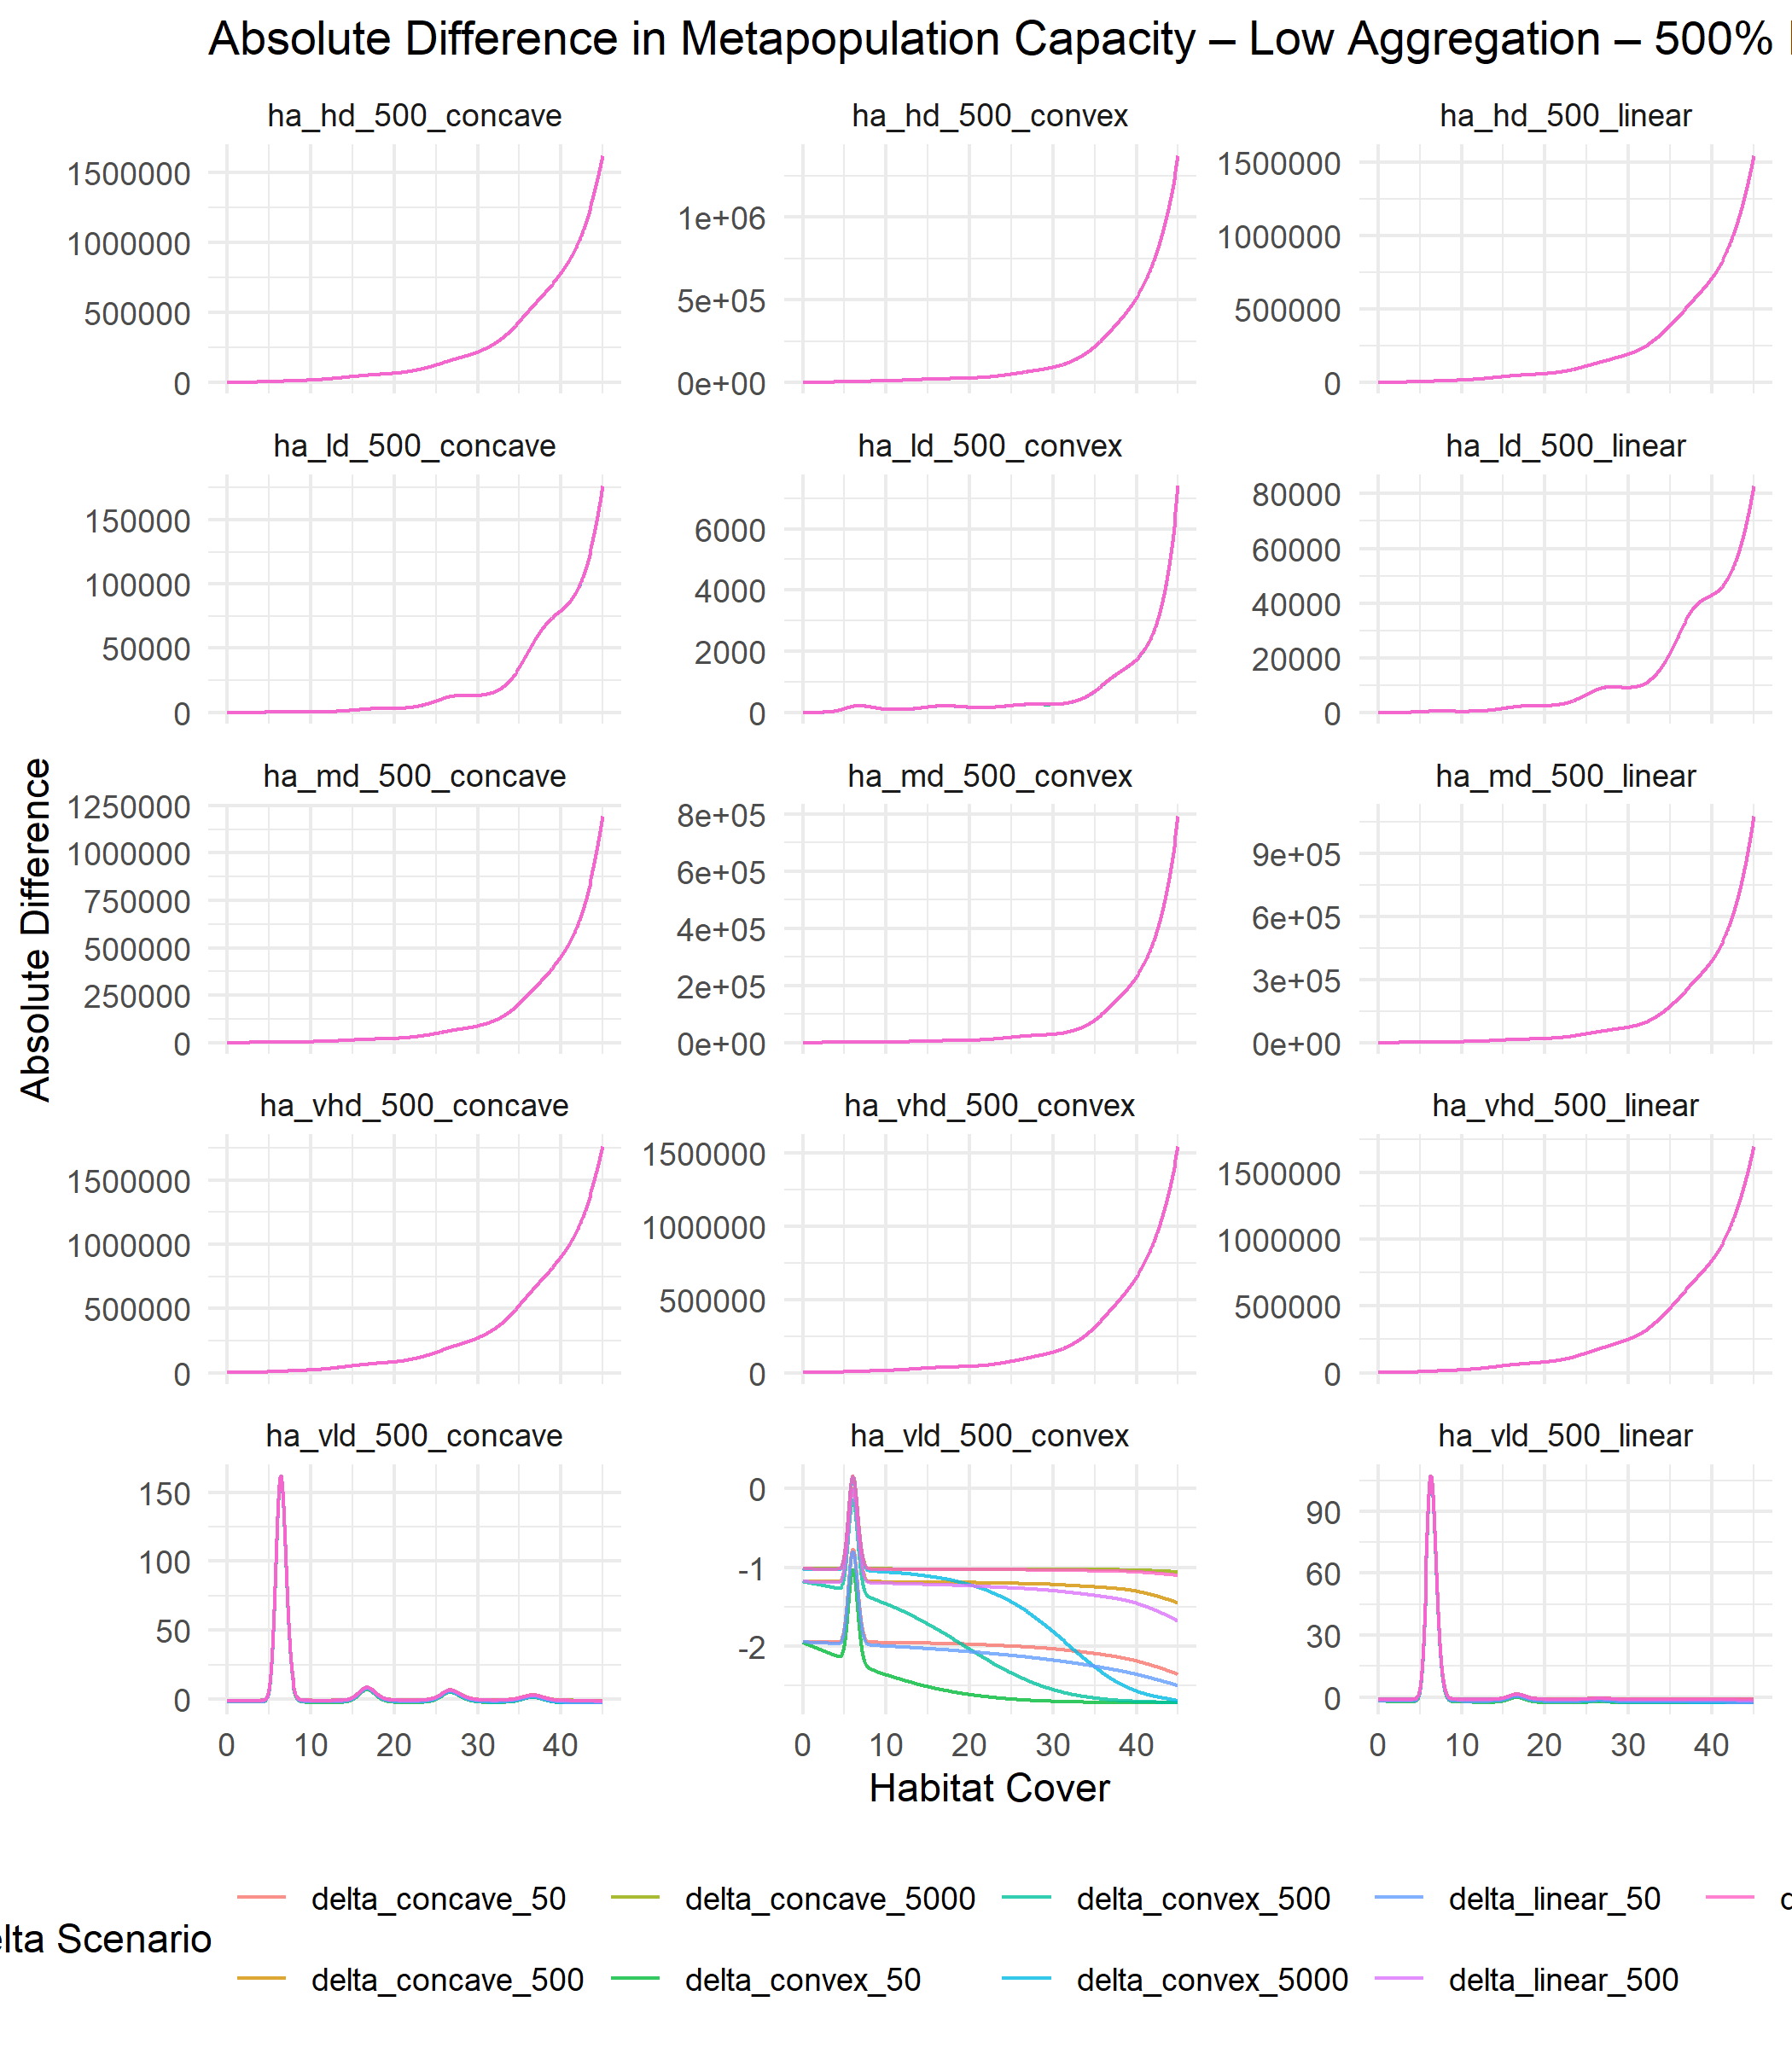 Absolute Difference in Metapopulation Capacity – Low Aggregation – 500%
ha_hd_500_concave ha_hd_500_convex ha_hd_500_linear
1500000
1000000
500000
0
1e+06
5e+05
0e+00
1500000
1000000
500000
0
ha_ld_500_concave ha_ld_500_convex ha_ld_500_linear
150000
100000
50000
0
6000
4000
2000
0
80000
60000
40000
20000
0
Absolute Difference
ha_md_500_concave ha_md_500_convex ha_md_500_linear
1250000
1000000
750000
500000
250000
0
8e+05
6e+05
4e+05
2e+05
0e+00
9e+05
6e+05
3e+05
0e+00
ha_vhd_500_concave ha_vhd_500_convex ha_vhd_500_linear
1500000
1000000
500000
0
1500000
1000000
500000
0
1500000
1000000
500000
0
ha_vld_500_concave ha_vld_500_convex ha_vld_500_linear
150
100
50
0
0
-1
-2
90
60
30
0
0 10 20 30 40 0 10 20 30 40 0 10 20 30 40
Habitat Cover
elta Scenario
delta_concave_50 delta_concave_5000 delta_convex_500 delta_linear_50
delta_concave_500 delta_convex_50 delta_convex_5000 delta_linear_500